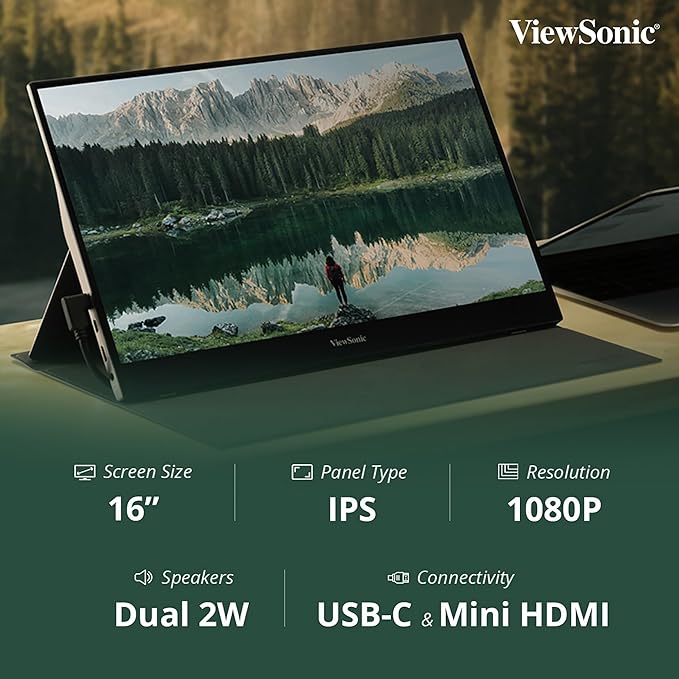 ViewSonic®
ViewSonic
Screen Size
Panel Type
Resolution
16”
IPS
1080P
Speakers
Connectivity
Dual 2W
USB-C & Mini HDMI